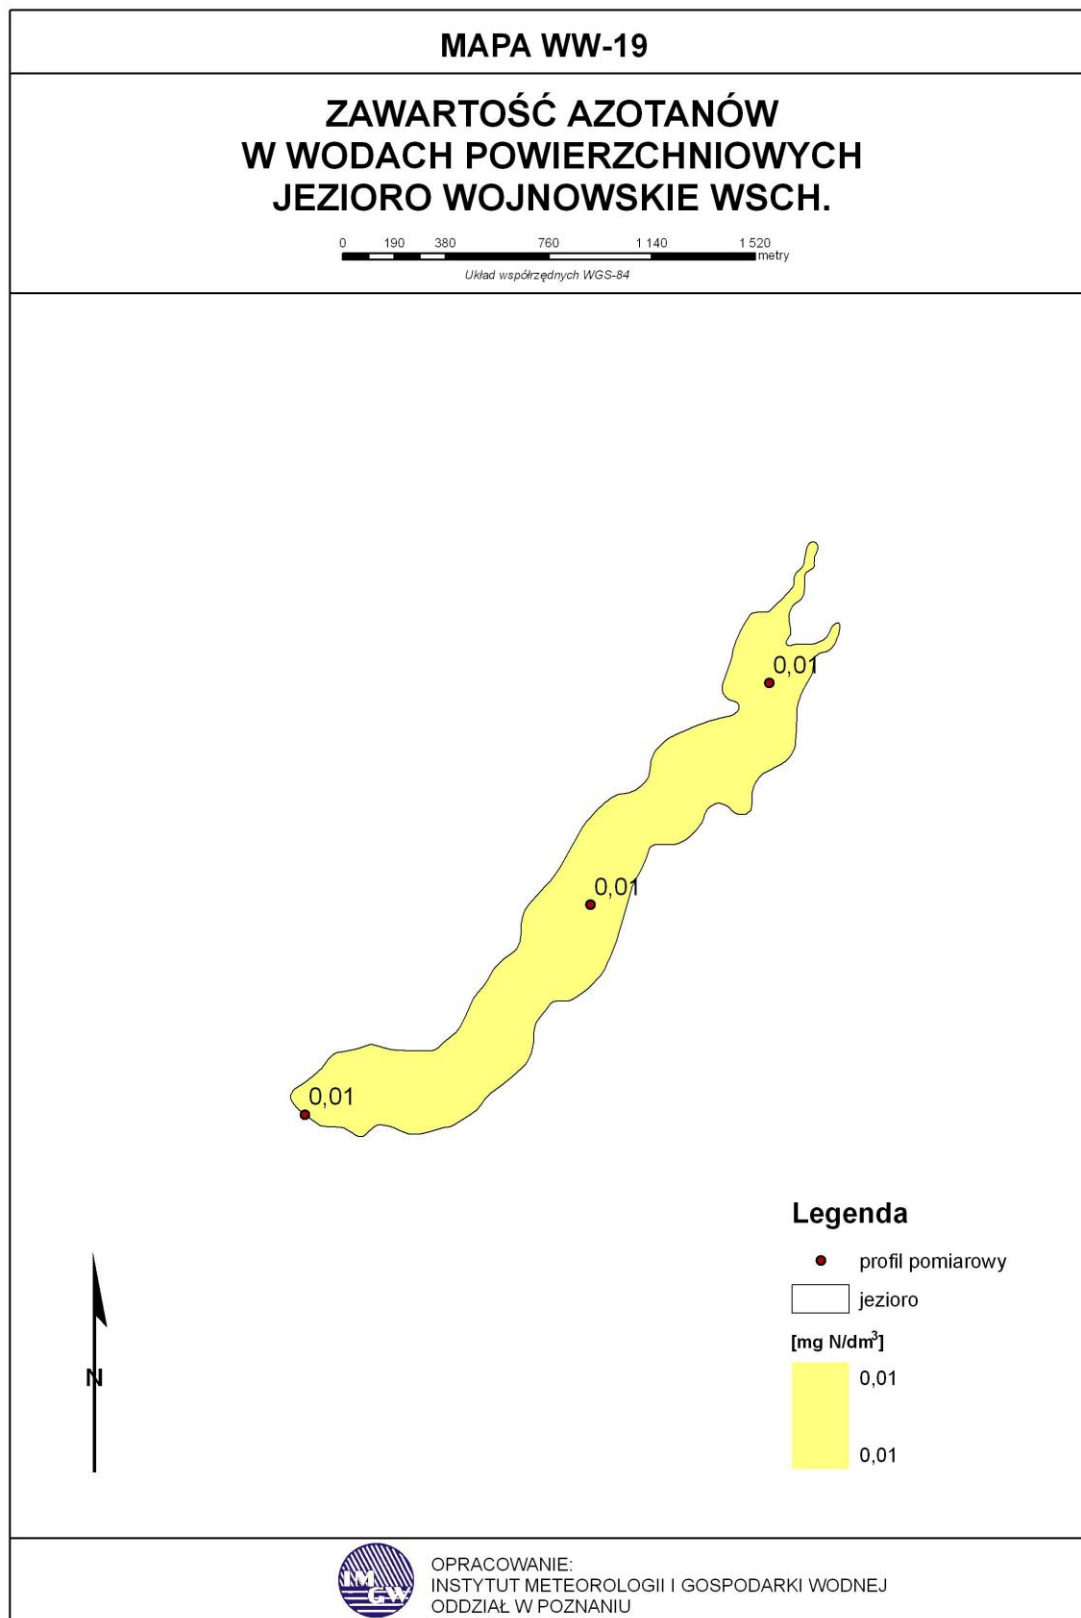 MAPA WW-19
ZAWARTOŚĆ AZOTANÓW
W WODACH POWIERZCHNIOWYCH
JEZIORO WOJNOWSKIE WSCH.
0 190 380 760 1 140 1 520
metry
Układ współrzędnych WGS-84
0,01
0,01
0,01
Legenda
profil pomiarowy
jezioro
[mg N/dm³]
0,01
0,01
N
IM
GW
OPRACOWANIE:
INSTYTUT METEOROLOGII I GOSPODARKI WODNEJ
ODDZIAŁ W POZNANIU